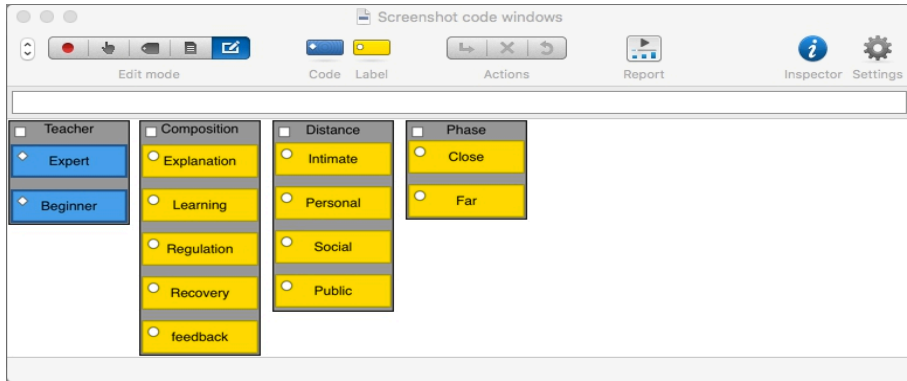 Screenshot code windows
Edit mode
Code Label
Actions
Report
Inspector Settings
Teacher
Expert
Beginner
Composition
Explanation
Learning
Regulation
Recovery
feedback
Distance
Intimate
Personal
Social
Public
Phase
Close
Far